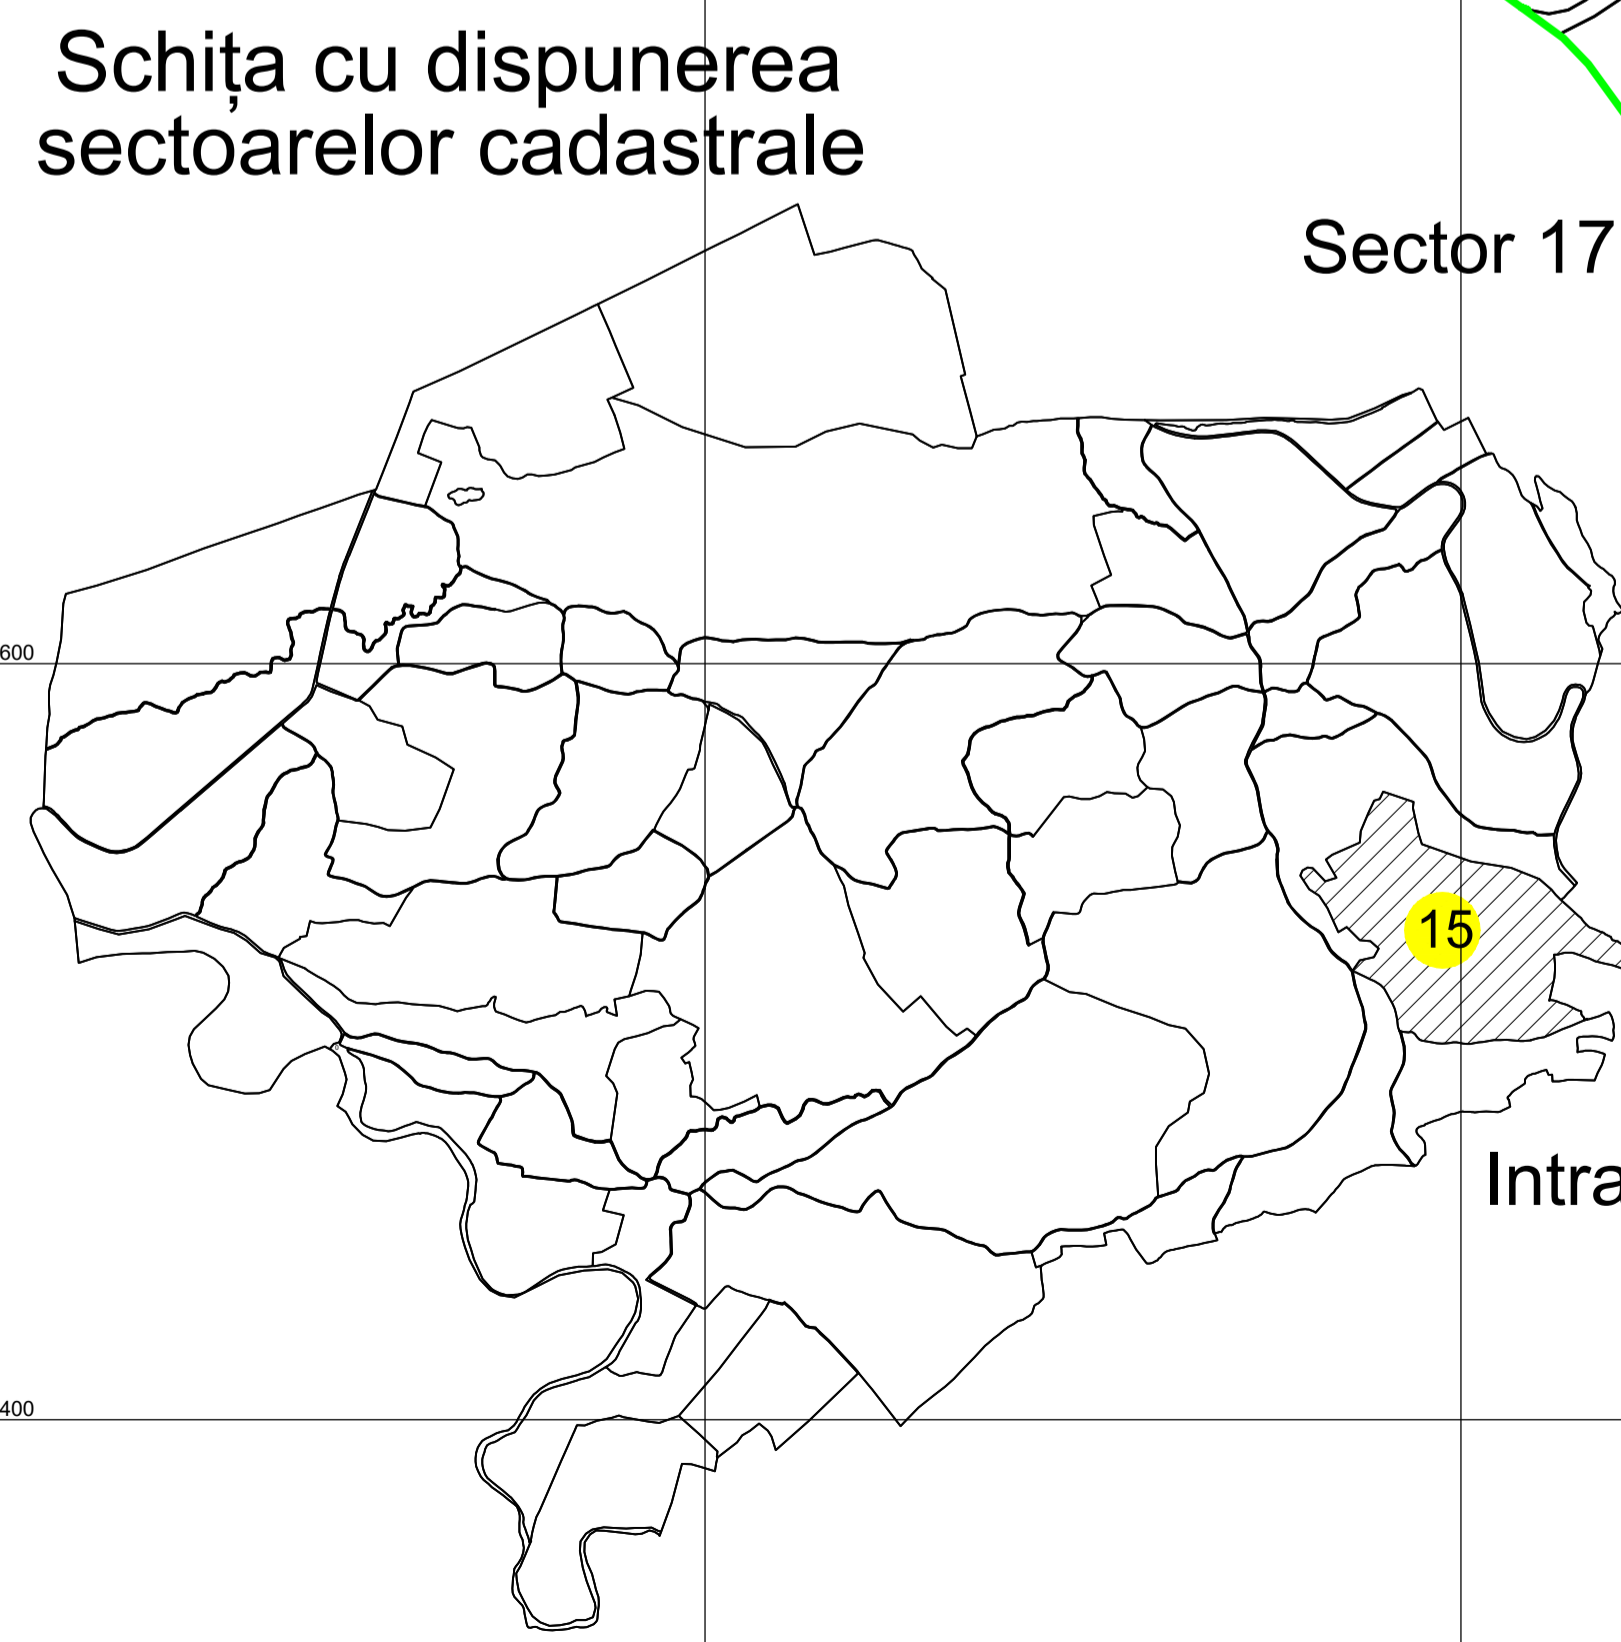 Schița cu dispunerea
sectoarelor cadastrale
Sector 17
600
15
Intra
400